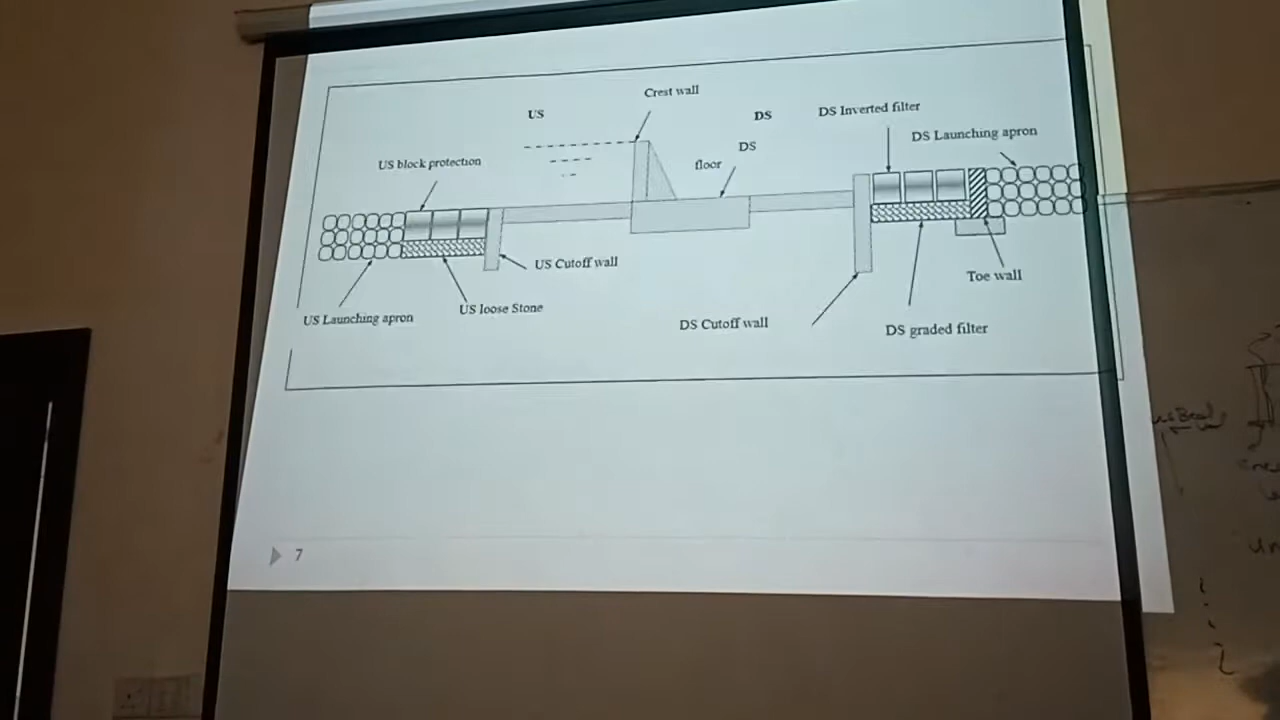 Crest wall
US
DS
DS Inverted filter
DS Launching apron
US block protection
DS
floor
US Cutoff wall
Toe wall
US Launching apron
US loose Stone
DS Cutoff wall
DS graded filter
7